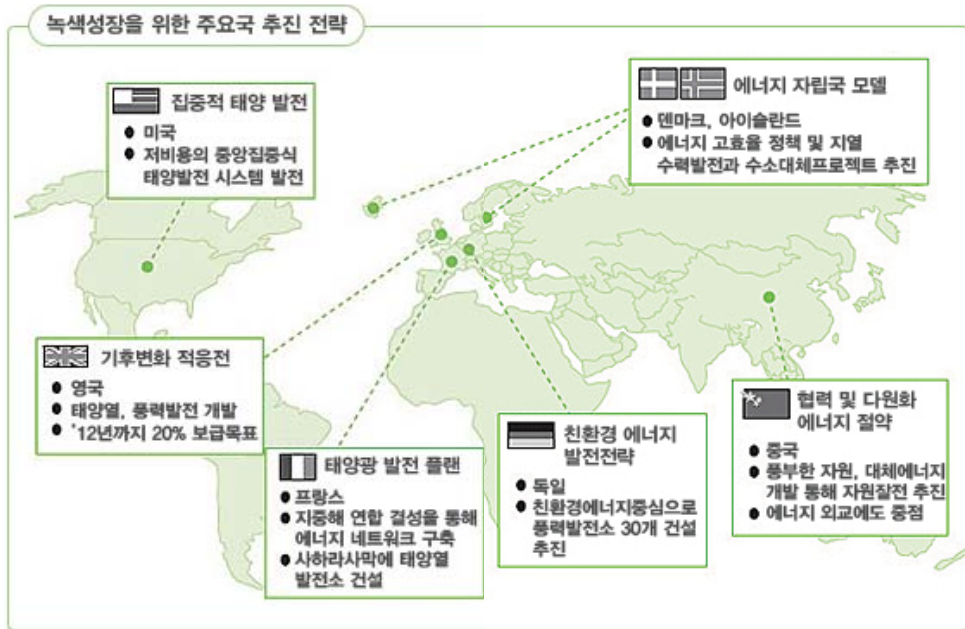 녹색성장을 위한 주요국 추진 전략
집중적 태양 발전
● 미국
● 저비용의 중앙집중식
태양발전 시스템 발전
에너지 자립국 모델
● 덴마크, 아이슬란드
● 에너지 고효율 정책 및 지열
수력발전과 수소대체프로젝트 추진
기후변화 적응전
● 영국
● 태양열, 풍력발전 개발
● '12년까지 20% 보급목표
태양광 발전 플랜
● 프랑스
● 지중해 연합 결성을 통해
에너지 네트워크 구축
● 사하라사막에 태양열
발전소 건설
친환경 에너지
발전전략
● 독일
● 친환경에너지중심으로
풍력발전소 30개 건설
추진
협력 및 다원화
에너지 절약
● 중국
● 풍부한 자원, 대체에너지
개발 통해 자원잘전 추진
● 에너지 외교에도 중점